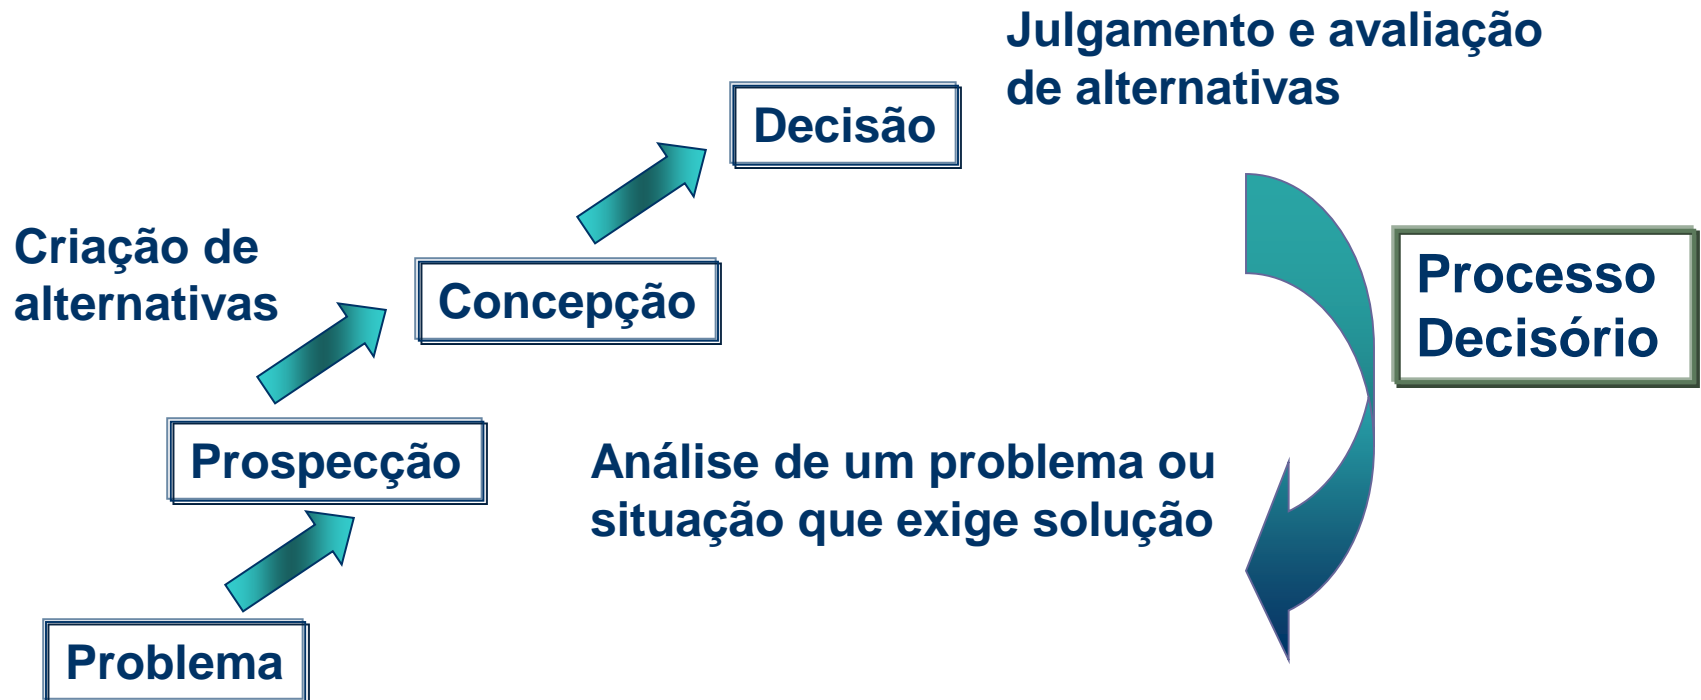 Julgamento e avaliação
de alternativas
Decisão
Criação de
alternativas
Concepção
Processo
Decisório
Prospecção
Análise de um problema ou
situação que exige solução
Problema